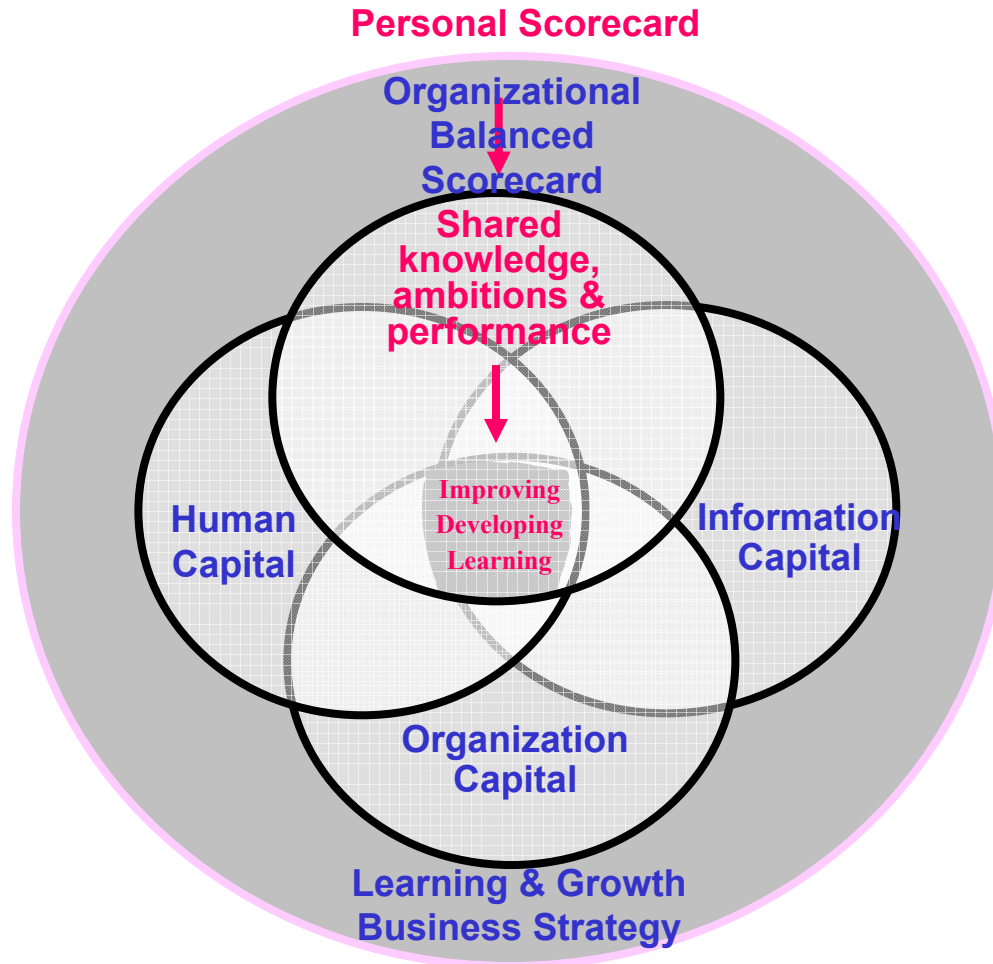 Personal Scorecard
Organizational
Balanced
Scorecard
Shared
knowledge,
ambitions &
performance
Improving
Developing
Learning
Human
Capital
Information
Capital
Organization
Capital
Learning & Growth
Business Strategy